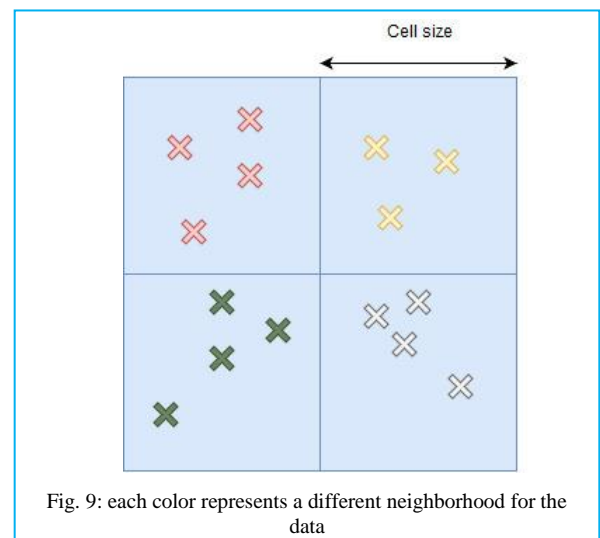 Cell size
Fig. 9: each color represents a different neighborhood for the
data